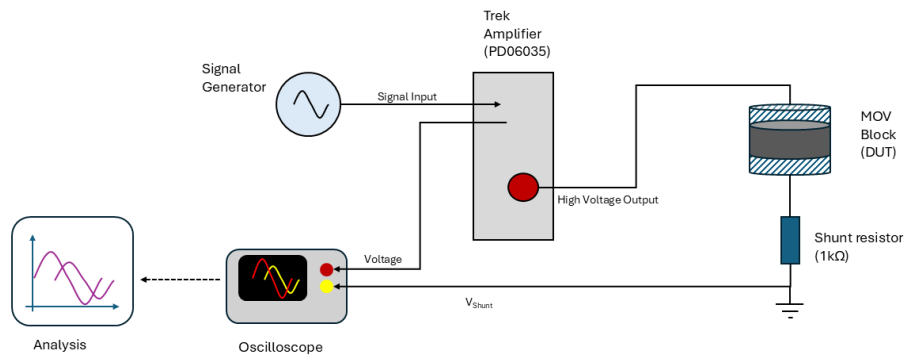 Trek
Amplifier
(PD06035)
Signal
Generator
Signal Input
MOV
Block
(DUT)
High Voltage Output
Shunt resistor
(1kΩ)
Voltage
VShunt
Analysis
Oscilloscope